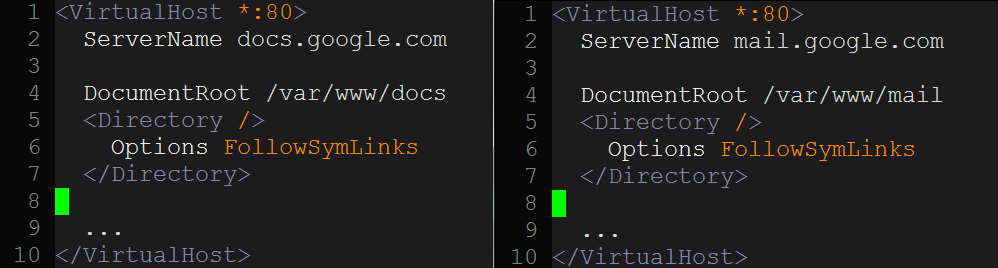 1 <VirtualHost *:80>
2 ServerName docs.google.com
3
4 DocumentRoot /var/www/docs
5 <Directory />
6 Options FollowSymLinks
7 </Directory>
8
9 ...
10 </VirtualHost>
1 <VirtualHost *:80>
2 ServerName mail.google.com
3
4 DocumentRoot /var/www/mail
5 <Directory />
6 Options FollowSymLinks
7 </Directory>
8
9 ...
10 </VirtualHost>